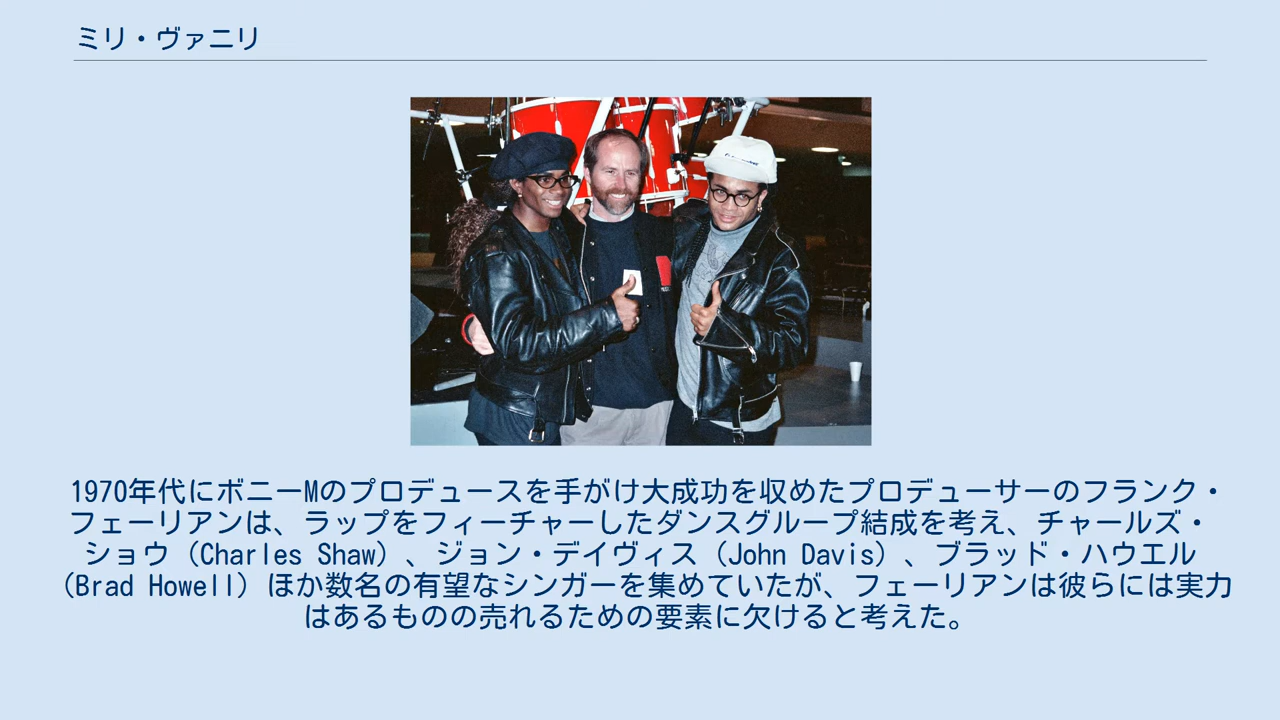 ミリ・ヴァニリ
1970年代にボニーMのプロデュースを手がけ大成功を収めたプロデューサーのフランク・
フェーリアンは、ラップをフィーチャーしたダンスグループ結成を考え、チャールズ・
ショウ（Charles Shaw）、ジョン・デイヴィス（John Davis）、ブラッド・ハウエル
（Brad Howell）ほか数名の有望なシンガーを集めていたが、フェーリアンは彼らには実力
はあるものの売れるための要素に欠けると考えた。